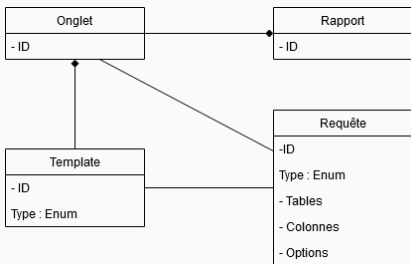 Onglet
- ID
Rapport
- ID
Requête
-ID
Type : Enum
- Tables
- Colonnes
- Options
Template
- ID
Type : Enum